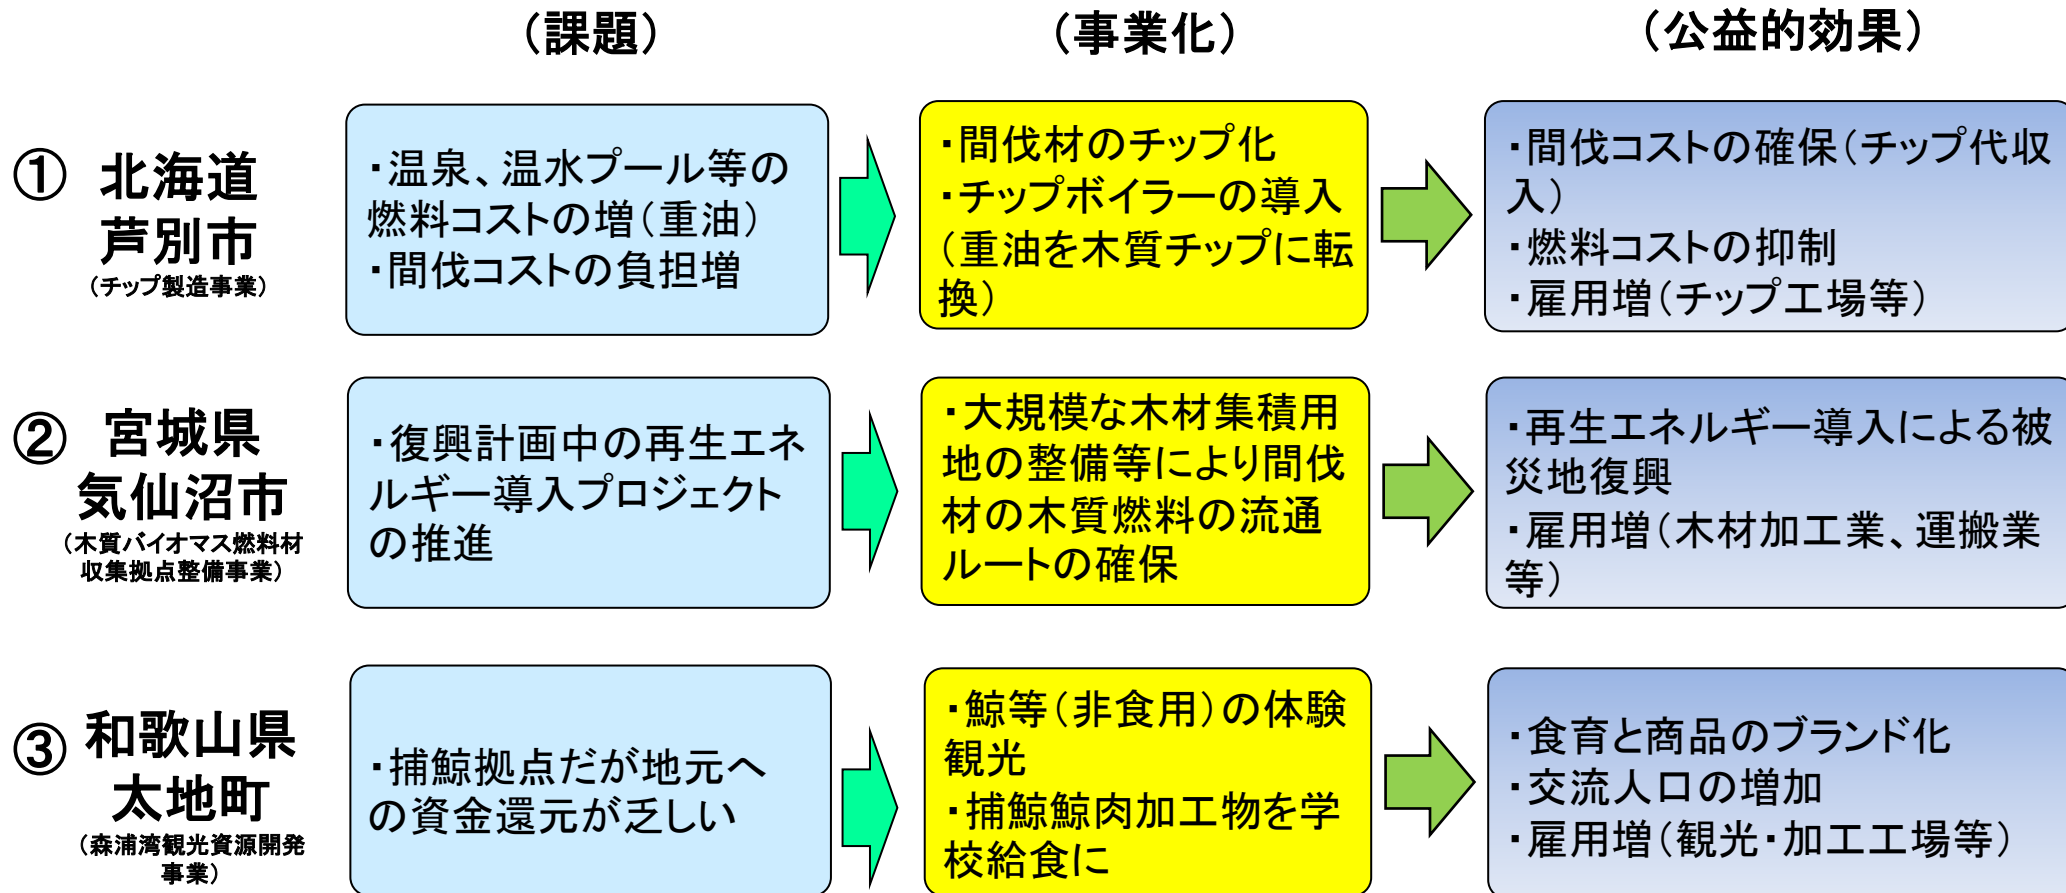 （課題）
（事業化）
（公益的効果）
① 北海道
芦別市
（チップ製造事業）
・温泉、温水プール等の
燃料コストの増（重油）
・間伐コストの負担増
・間伐材のチップ化
・チップボイラーの導入
（重油を木質チップに転
換）
・間伐コストの確保（チップ代収
入）
・燃料コストの抑制
・雇用増（チップ工場等）
② 宮城県
気仙沼市
（木質バイオマス燃料材
収集拠点整備事業）
・復興計画中の再生エネ
ルギー導入プロジェクト
の推進
・大規模な木材集積用
地の整備等により間伐
材の木質燃料の流通
ルートの確保
・再生エネルギー導入による被
災地復興
・雇用増（木材加工業、運搬業
等）
③ 和歌山県
太地町
（森浦湾観光資源開発
事業）
・捕鯨拠点だが地元へ
の資金還元が乏しい
・鯨等（非食用）の体験
観光
・捕鯨鯨肉加工物を学
校給食に
・食育と商品のブランド化
・交流人口の増加
・雇用増（観光・加工工場等）